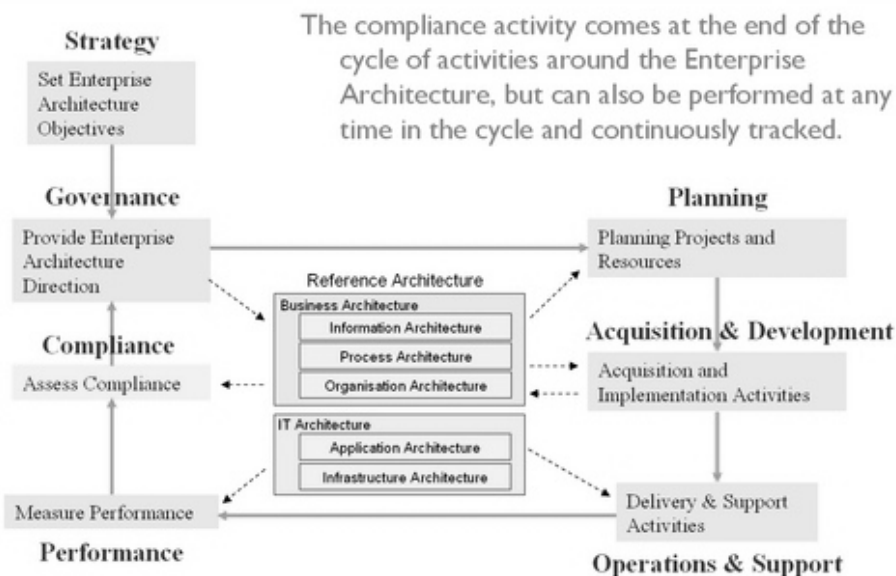 The compliance activity comes at the end of the
cycle of activities around the Enterprise
Architecture, but can also be performed at any
time in the cycle and continuously tracked.
Strategy
Set Enterprise
Architecture
Objectives
Governance
Provide Enterprise
Architecture
Direction
Planning
Planning Projects and
Resources
Reference Architecture
Business Architecture
Information Architecture
Process Architecture
Organisation Architecture
Compliance
Assess Compliance
Acquisition & Development
Acquisition and
Implementation Activities
IT Architecture
Application Architecture
Infrastructure Architecture
Measure Performance
Performance
Delivery & Support
Activities
Operations & Support